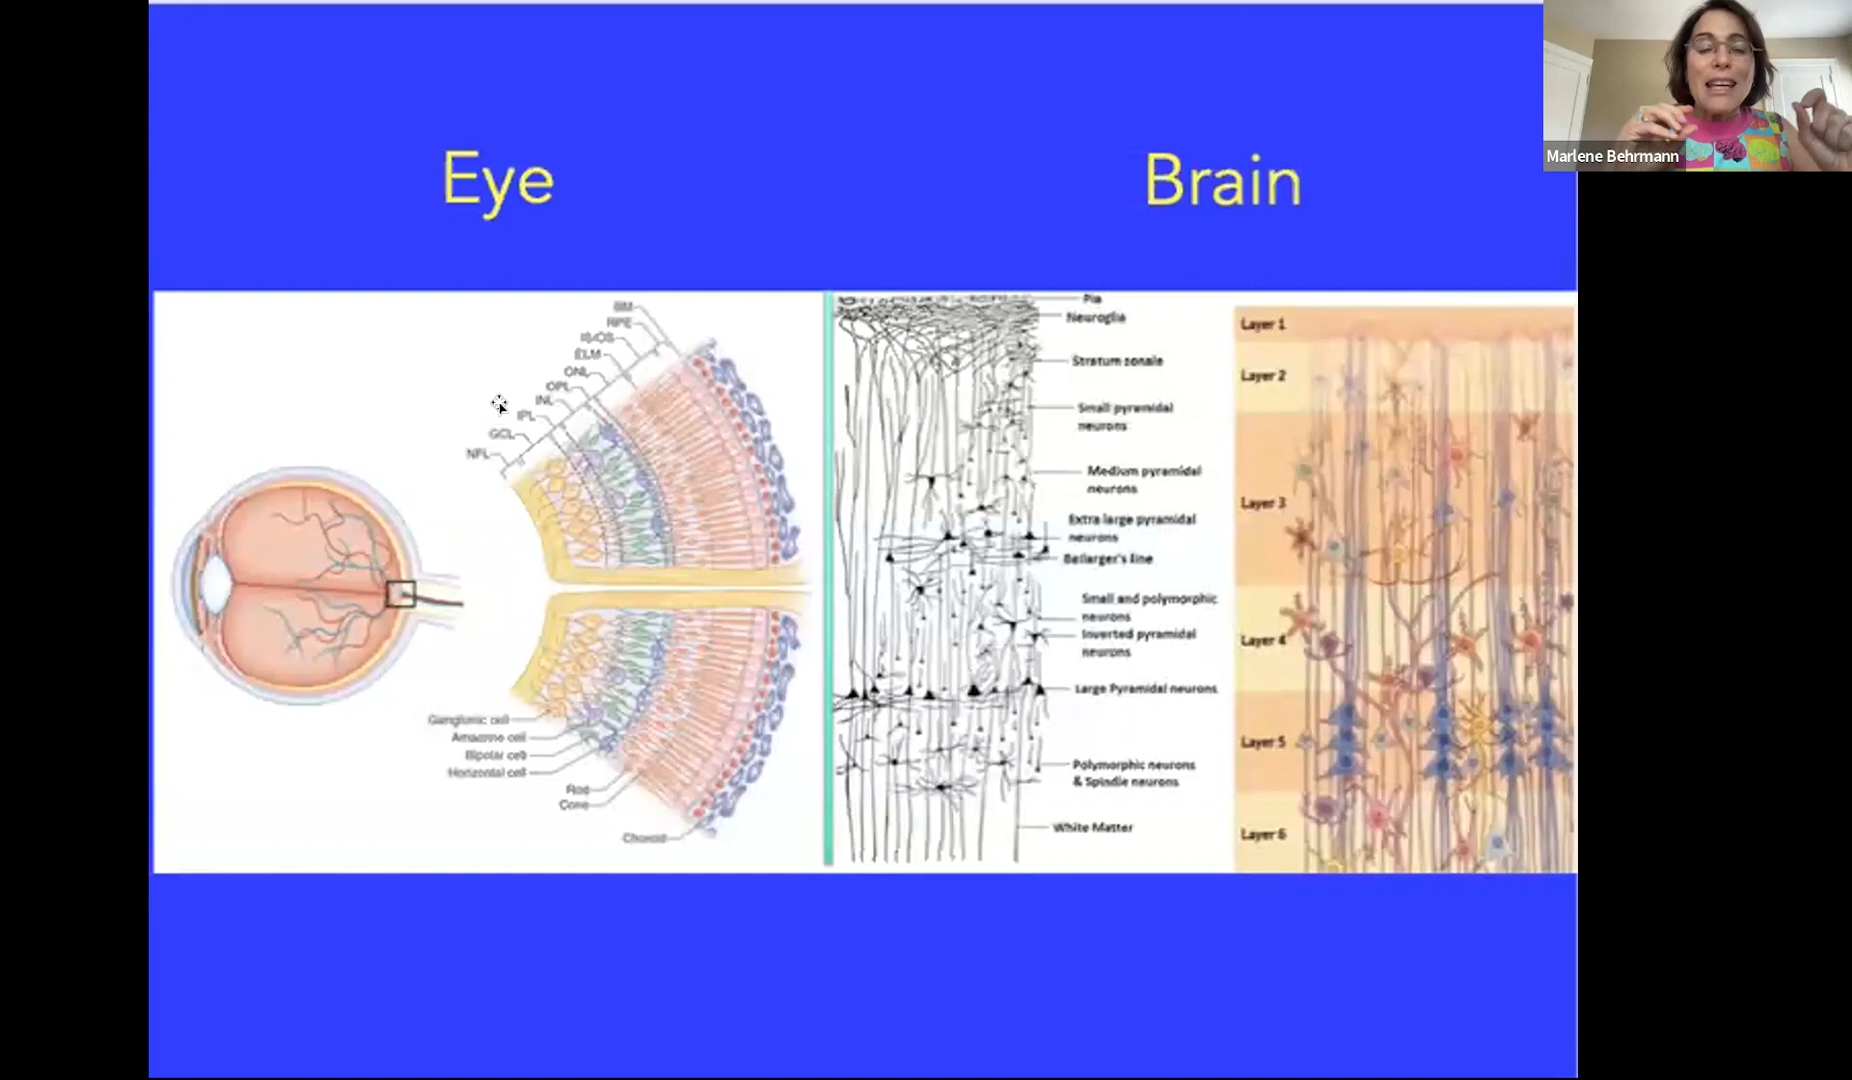 Eye
Brain
Marlene Behrmann
BM
RPE
IS/OS
ELM
ONL
OPL
INL
IPL
GCL
NFL
Ganglionic cell
Amacrine cell
Bipolar cell
Horizontal cell
Rod
Cone
Choroid
Pia
Neuroglia
Stratum zonale
Small pyramidal
neurons
Medium pyramidal
neurons
Extra large pyramidal
neurons
Bellarger's line
Small and polymorphic
neurons
Inverted pyramidal
neurons
Large Pyramidal neurons
Polymorphic neurons
& Spindle neurons
White Matter
Layer 1
Layer 2
Layer 3
Layer 4
Layer 5
Layer 6